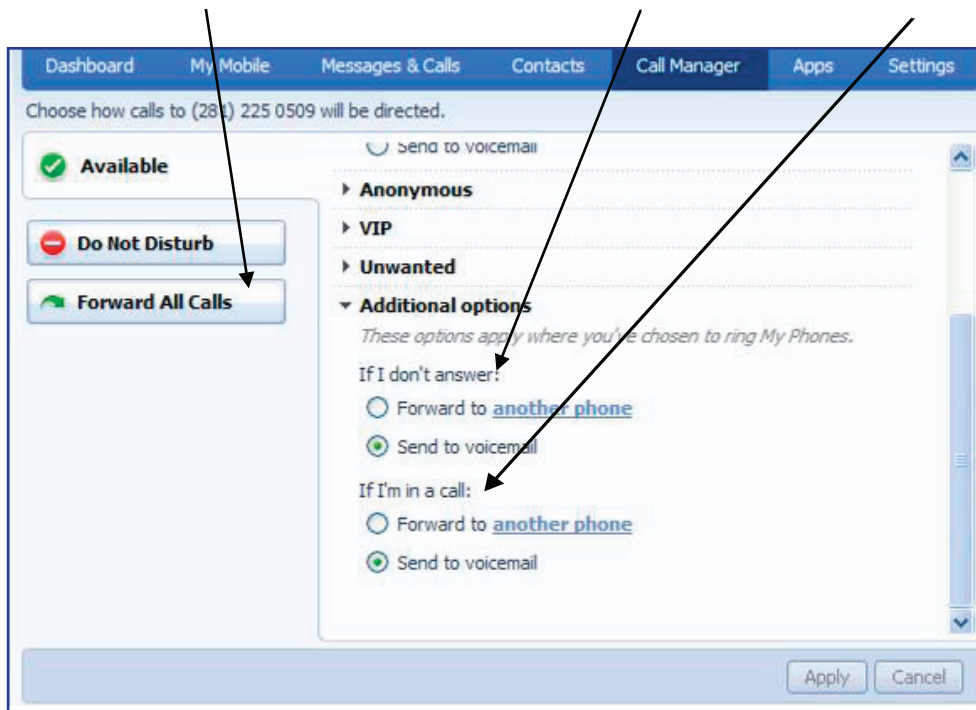 Dashboard My Mobile Messages & Calls Contacts Call Manager Apps Settings
Choose how calls to (281) 225 0509 will be directed.
Available
Do Not Disturb
Forward All Calls
Send to voicemail
Anonymous
VIP
Unwanted
Additional options
These options apply where you've chosen to ring My Phones.
If I don't answer:
Forward to another phone
Send to voicemail
If I'm in a call:
Forward to another phone
Send to voicemail
Apply Cancel